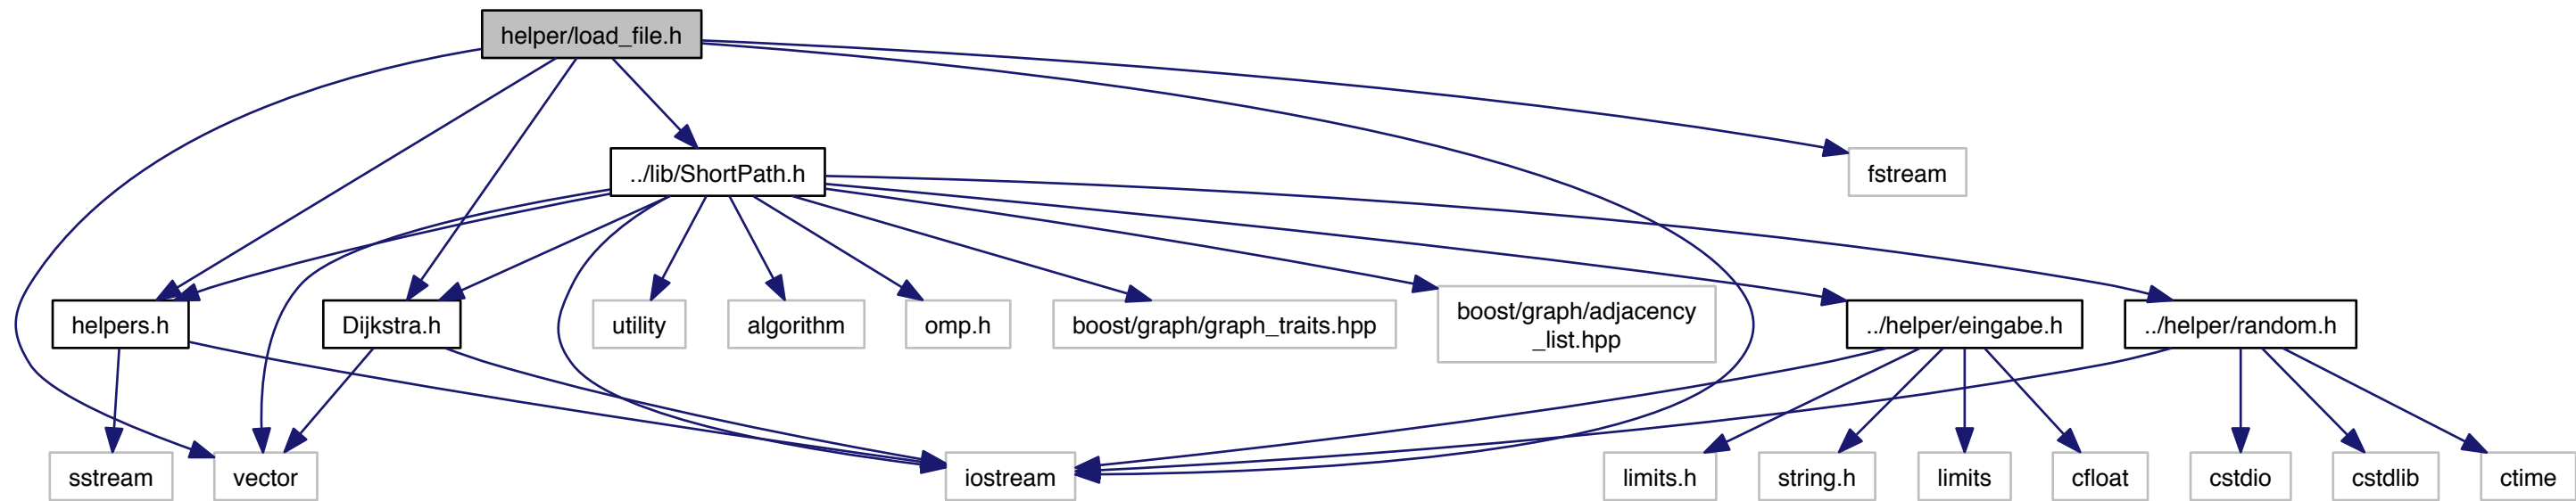 helper/load_file.h
../lib/ShortPath.h
fstream
helpers.h
Dijkstra.h
utility
algorithm
omp.h
boost/graph/graph_traits.hpp
boost/graph/adjacency
_list.hpp
../helper/eingabe.h
../helper/random.h
sstream
vector
iostream
limits.h
string.h
limits
cfloat
cstdio
cstdlib
ctime